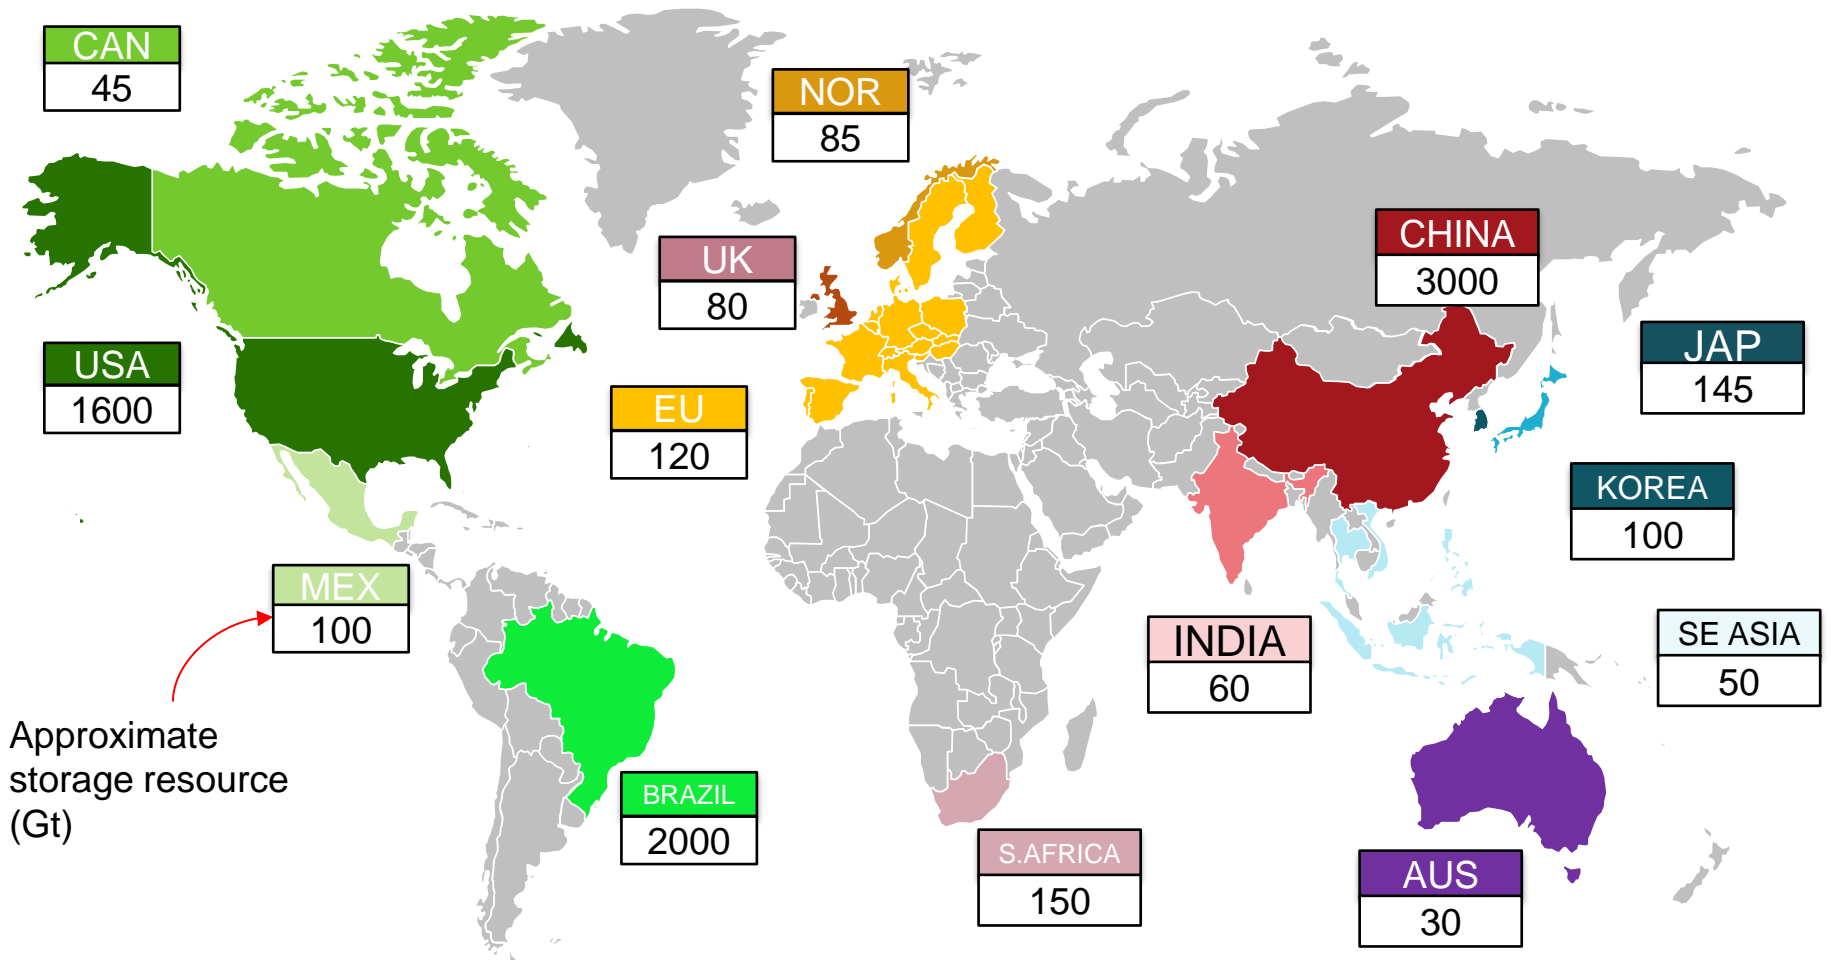 CAN
45
NOR
85
CHINA
3000
UK
80
JAP
145
USA
1600
EU
120
KOREA
100
MEX
100
INDIA
60
SE ASIA
50
Approximate
storage resource
(Gt)
BRAZIL
2000
S.AFRICA
150
AUS
30